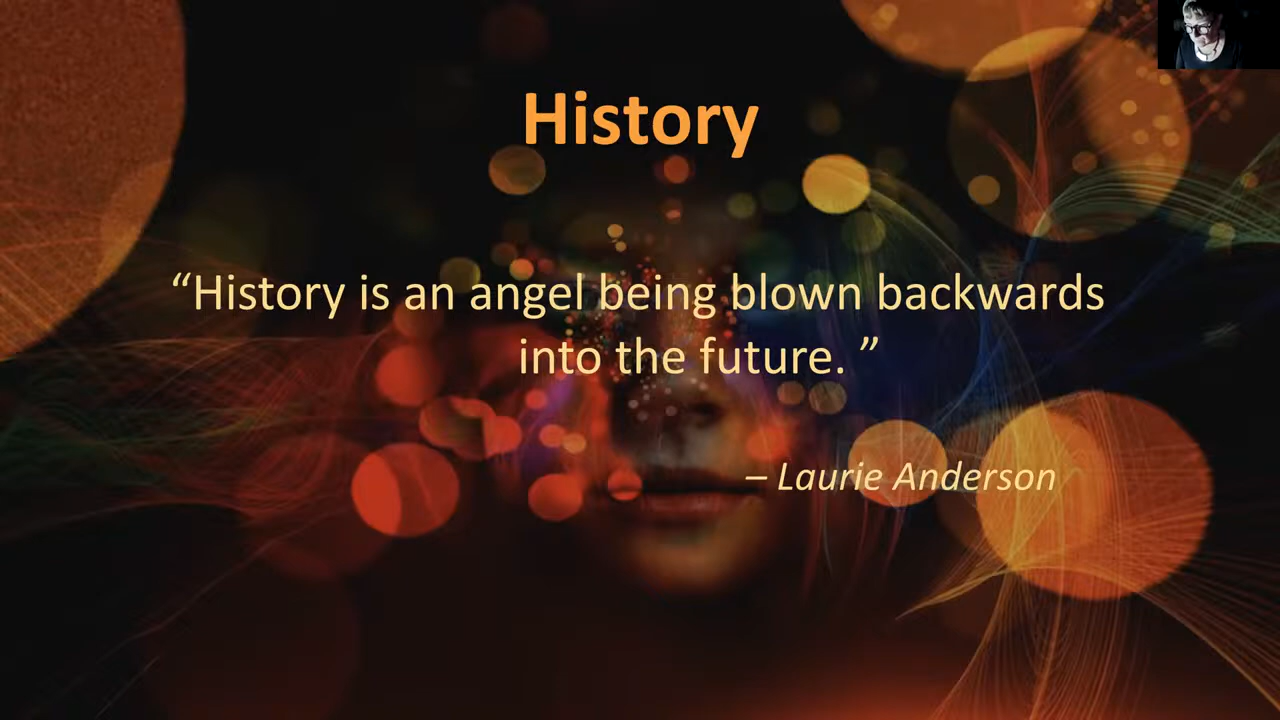 History
“History is an angel being blown backwards
into the future. ”
– Laurie Anderson